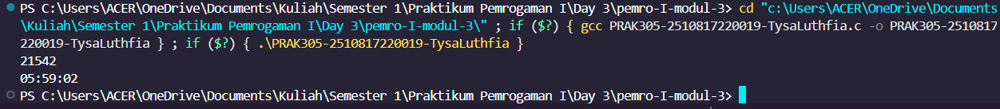 PS C:\Users\ACER\OneDrive\Documents\Kuliah\Semester 1\Praktikum Pemrogaman I\Day 3\pemro-I-modul-3> cd "c:\Users\ACER\OneDrive\Documents
\Kuliah\Semester 1\Praktikum Pemrogaman I\Day 3\pemro-I-modul-3\" ; if ($?) { gcc PRAK305-2510817220019-TysaLuthfia.c -o PRAK305-2510817
220019-TysaLuthfia } ; if ($?) { .\PRAK305-2510817220019-TysaLuthfia }
21542
05:59:02
PS C:\Users\ACER\OneDrive\Documents\Kuliah\Semester 1\Praktikum Pemrogaman I\Day 3\pemro-I-modul-3>